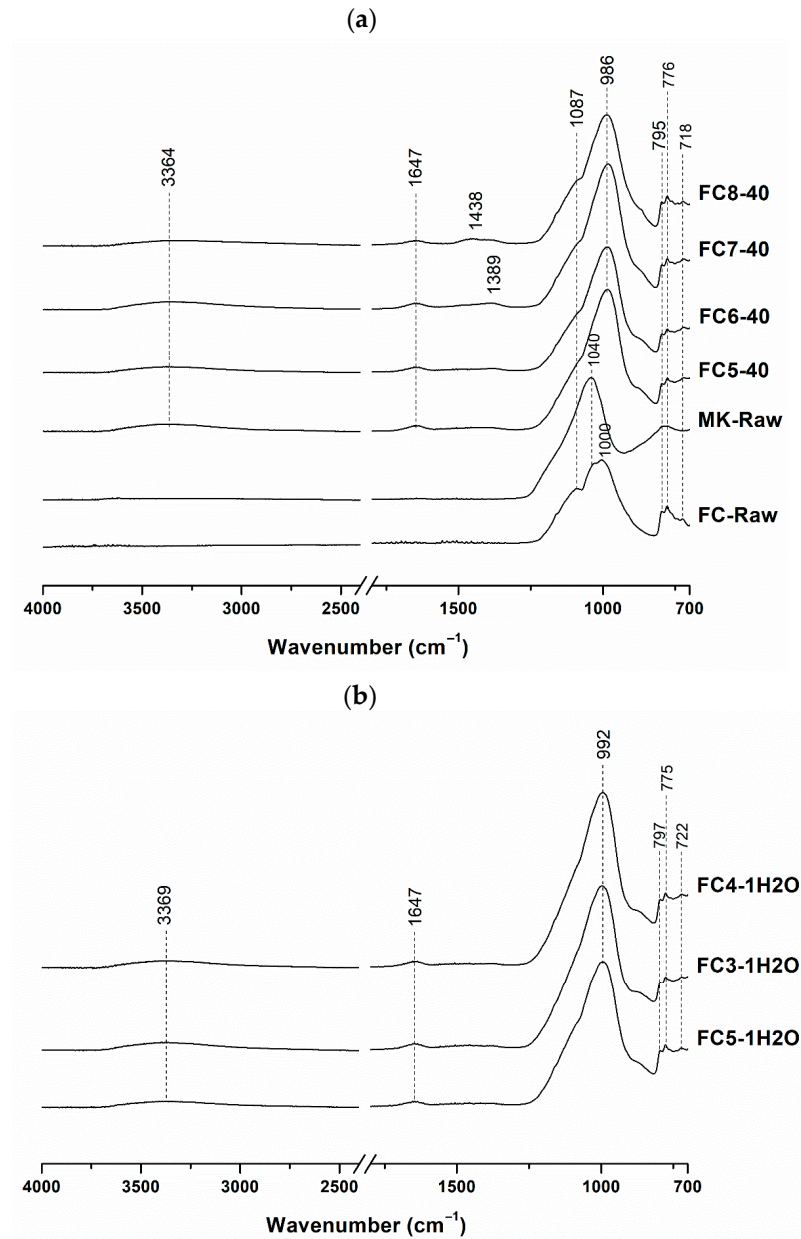 (a)
3364
1647
1438
1389
1087
986
795
776
718
1040
1000
FC8-40
FC7-40
FC6-40
FC5-40
MK-Raw
FC-Raw
4000 3500 3000 2500 1500 1000 700
Wavenumber (cm⁻¹)
(b)
3369
1647
992
797
775
722
FC4-1H2O
FC3-1H2O
FC5-1H2O
4000 3500 3000 2500 1500 1000 700
Wavenumber (cm⁻¹)